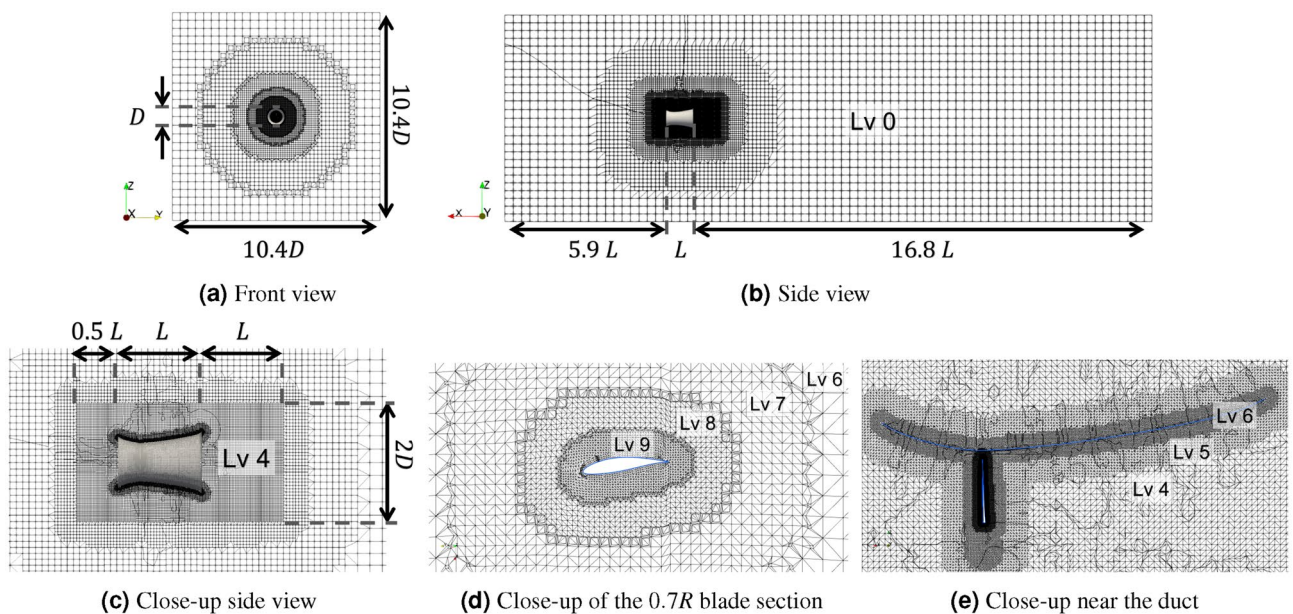 D
10.4D
10.4D
Z
X
Y
(a) Front view
Lv 0
Z
X
Y
5.9 L
L
16.8 L
(b) Side view
0.5 L
L
L
Lv 4
2D
(c) Close-up side view
Lv 6
Lv 7
Lv 8
Lv 9
(d) Close-up of the 0.7R blade section
Lv 6
Lv 5
Lv 4
(e) Close-up near the duct